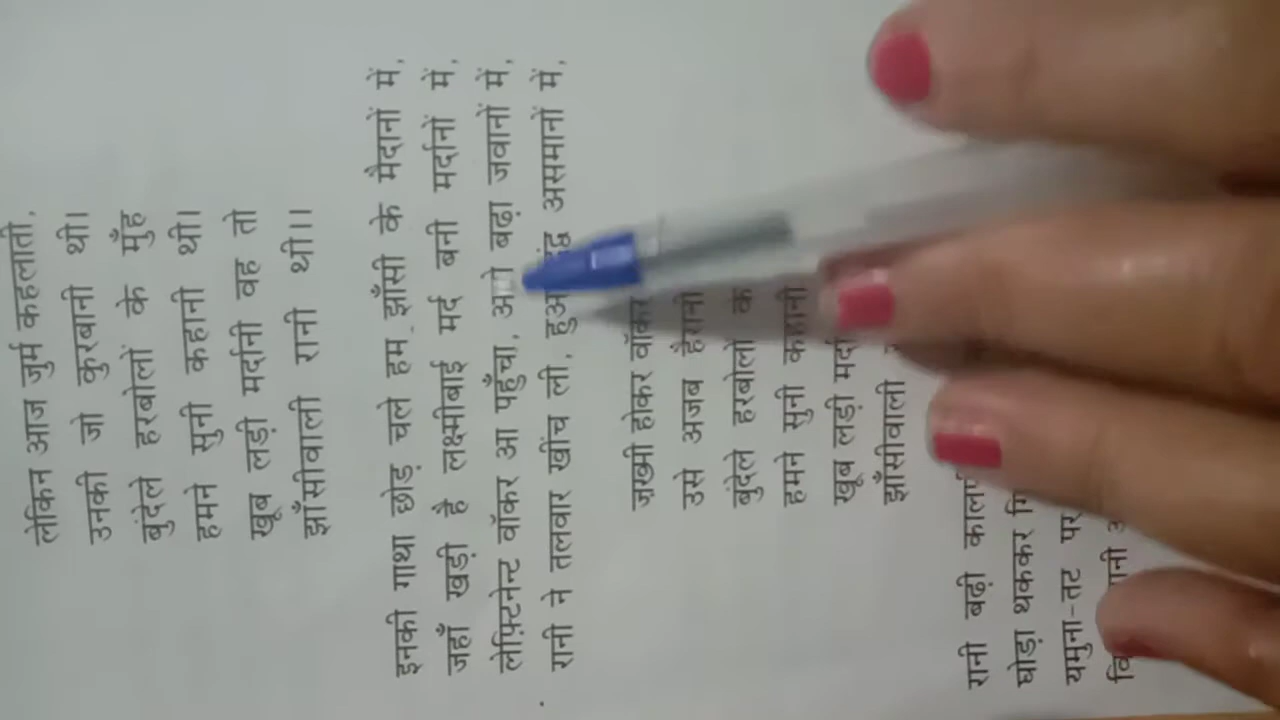 लेकिन आज जुर्म कहलाती,
उनकी जो कुरबानी थी।
बुंदेले हरबोलों के मुँह
हमने सुनी कहानी थी।
खूब लड़ी मर्दानी वह तो
झाँसीवाली रानी थी।।
इनकी गाथा छोड़ चले हम झाँसी के मैदानों में,
जहाँ खड़ी है लक्ष्मीबाई मर्द बनी मर्दानों में,
लेफ़्टिनेन्ट वॉकर आ पहुँचा, बढ़ा जवानों में,
रानी ने तलवार खींच ली, असमानों में,
ज़ख्मी होकर वॉकर
उसे अजब हैरानी
बुंदेले हरबोलों के
हमने सुनी कहानी
खूब लड़ी
झाँसीवाली
रानी बढ़ी
घोड़ा थककर
यमुना-तट पर